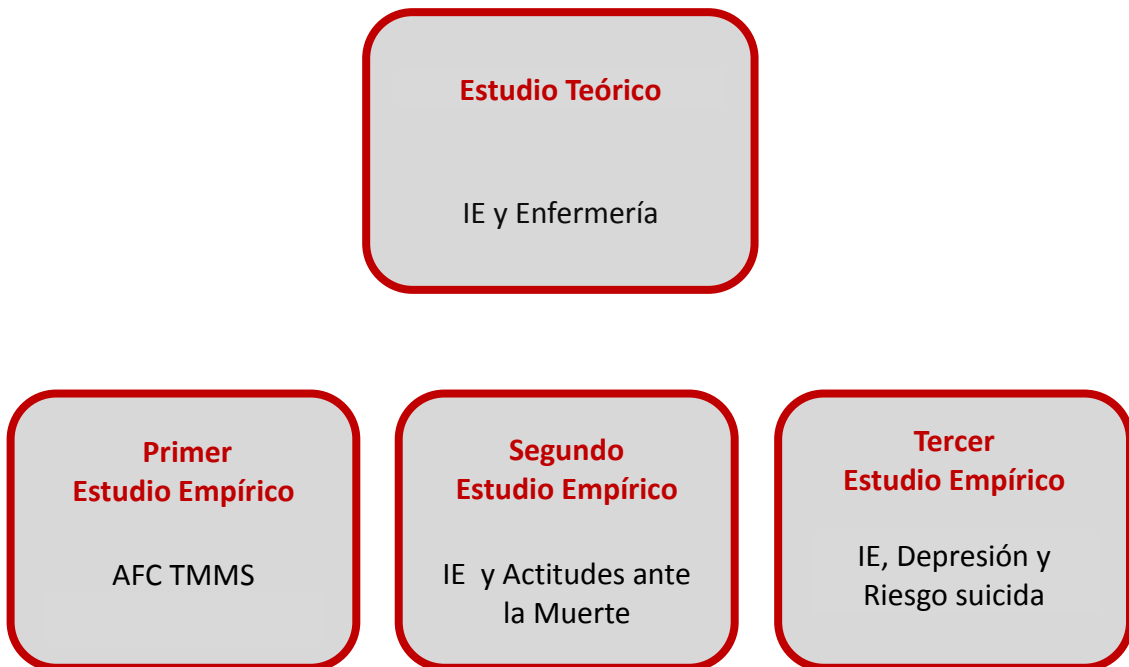 Estudio Teórico
IE y Enfermería
Primer
Estudio Empírico
AFC TMMS
Segundo
Estudio Empírico
IE y Actitudes ante
la Muerte
Tercer
Estudio Empírico
IE, Depresión y
Riesgo suicida